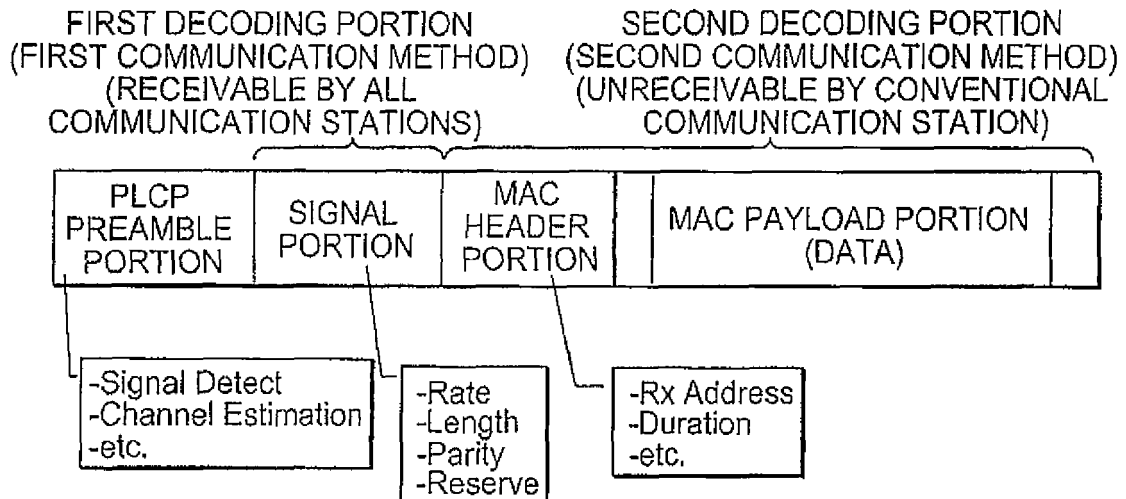 FIRST DECODING PORTION
(FIRST COMMUNICATION METHOD)
(RECEIVABLE BY ALL
COMMUNICATION STATIONS)
SECOND DECODING PORTION
(SECOND COMMUNICATION METHOD)
(UNRECEIVABLE BY CONVENTIONAL
COMMUNICATION STATION)
PLCP
PREAMBLE
PORTION
SIGNAL
PORTION
MAC
HEADER
PORTION
MAC PAYLOAD PORTION
(DATA)
-Signal Detect
-Channel Estimation
-etc.
-Rate
-Length
-Parity
-Reserve
-Rx Address
-Duration
-etc.